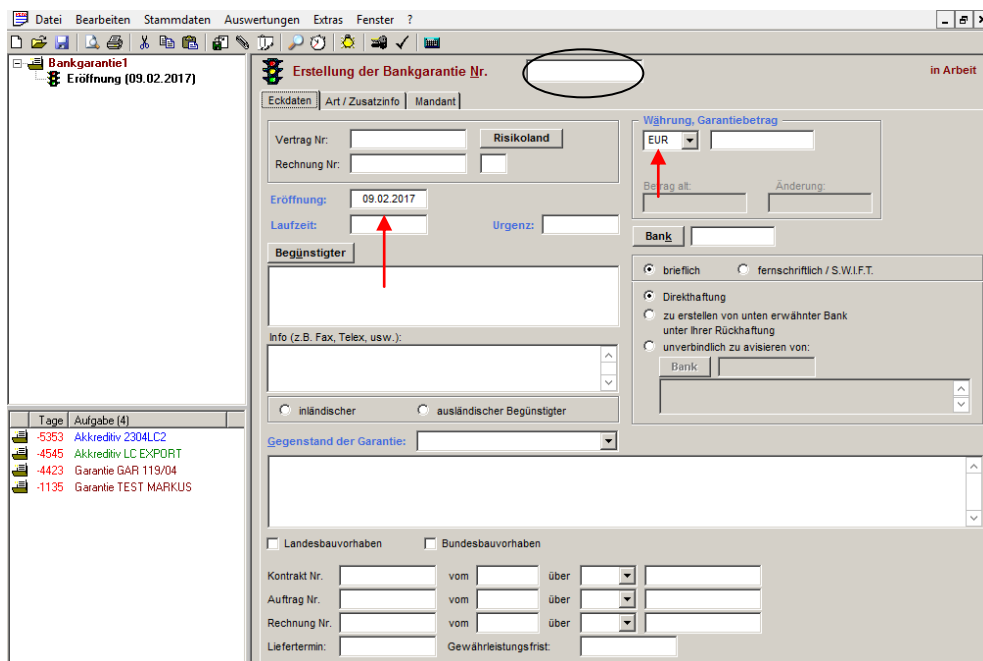 Datei Bearbeiten Stammdaten Auswertungen Extras Fenster ?
Bankgarantie1
Eröffnung (09.02.2017)
Erstellung der Bankgarantie Nr.
in Arbeit
Eckdaten Art / Zusatzinfo Mandant
Vertrag Nr: Risikoland
Rechnung Nr:
Währung, Garantiebetrag
EUR
Betrag alt: Änderung:
Eröffnung: 09.02.2017
Laufzeit: Urgenz:
Bank
Begünstigter
brieflich fernschriftlich / S.W.I.F.T.
Direkthaftung
zu erstellen von unten erwähnter Bank
unter Ihrer Rückhaftung
unverbindlich zu avisieren von:
Bank
Info (z.B. Fax, Telex, usw.):
inländischer ausländischer Begünstigter
Gegenstand der Garantie:
Landesbauvorhaben Bundesbauvorhaben
Kontrakt Nr. vom über
Auftrag Nr. vom über
Rechnung Nr. vom über
Liefertermin: Gewährleistungsfrist:
Tage Aufgabe (4)
-5353 Akkreditiv 2304LC2
-4545 Akkreditiv LC EXPORT
-4423 Garantie GAR 119/04
-1135 Garantie TEST MARKUS